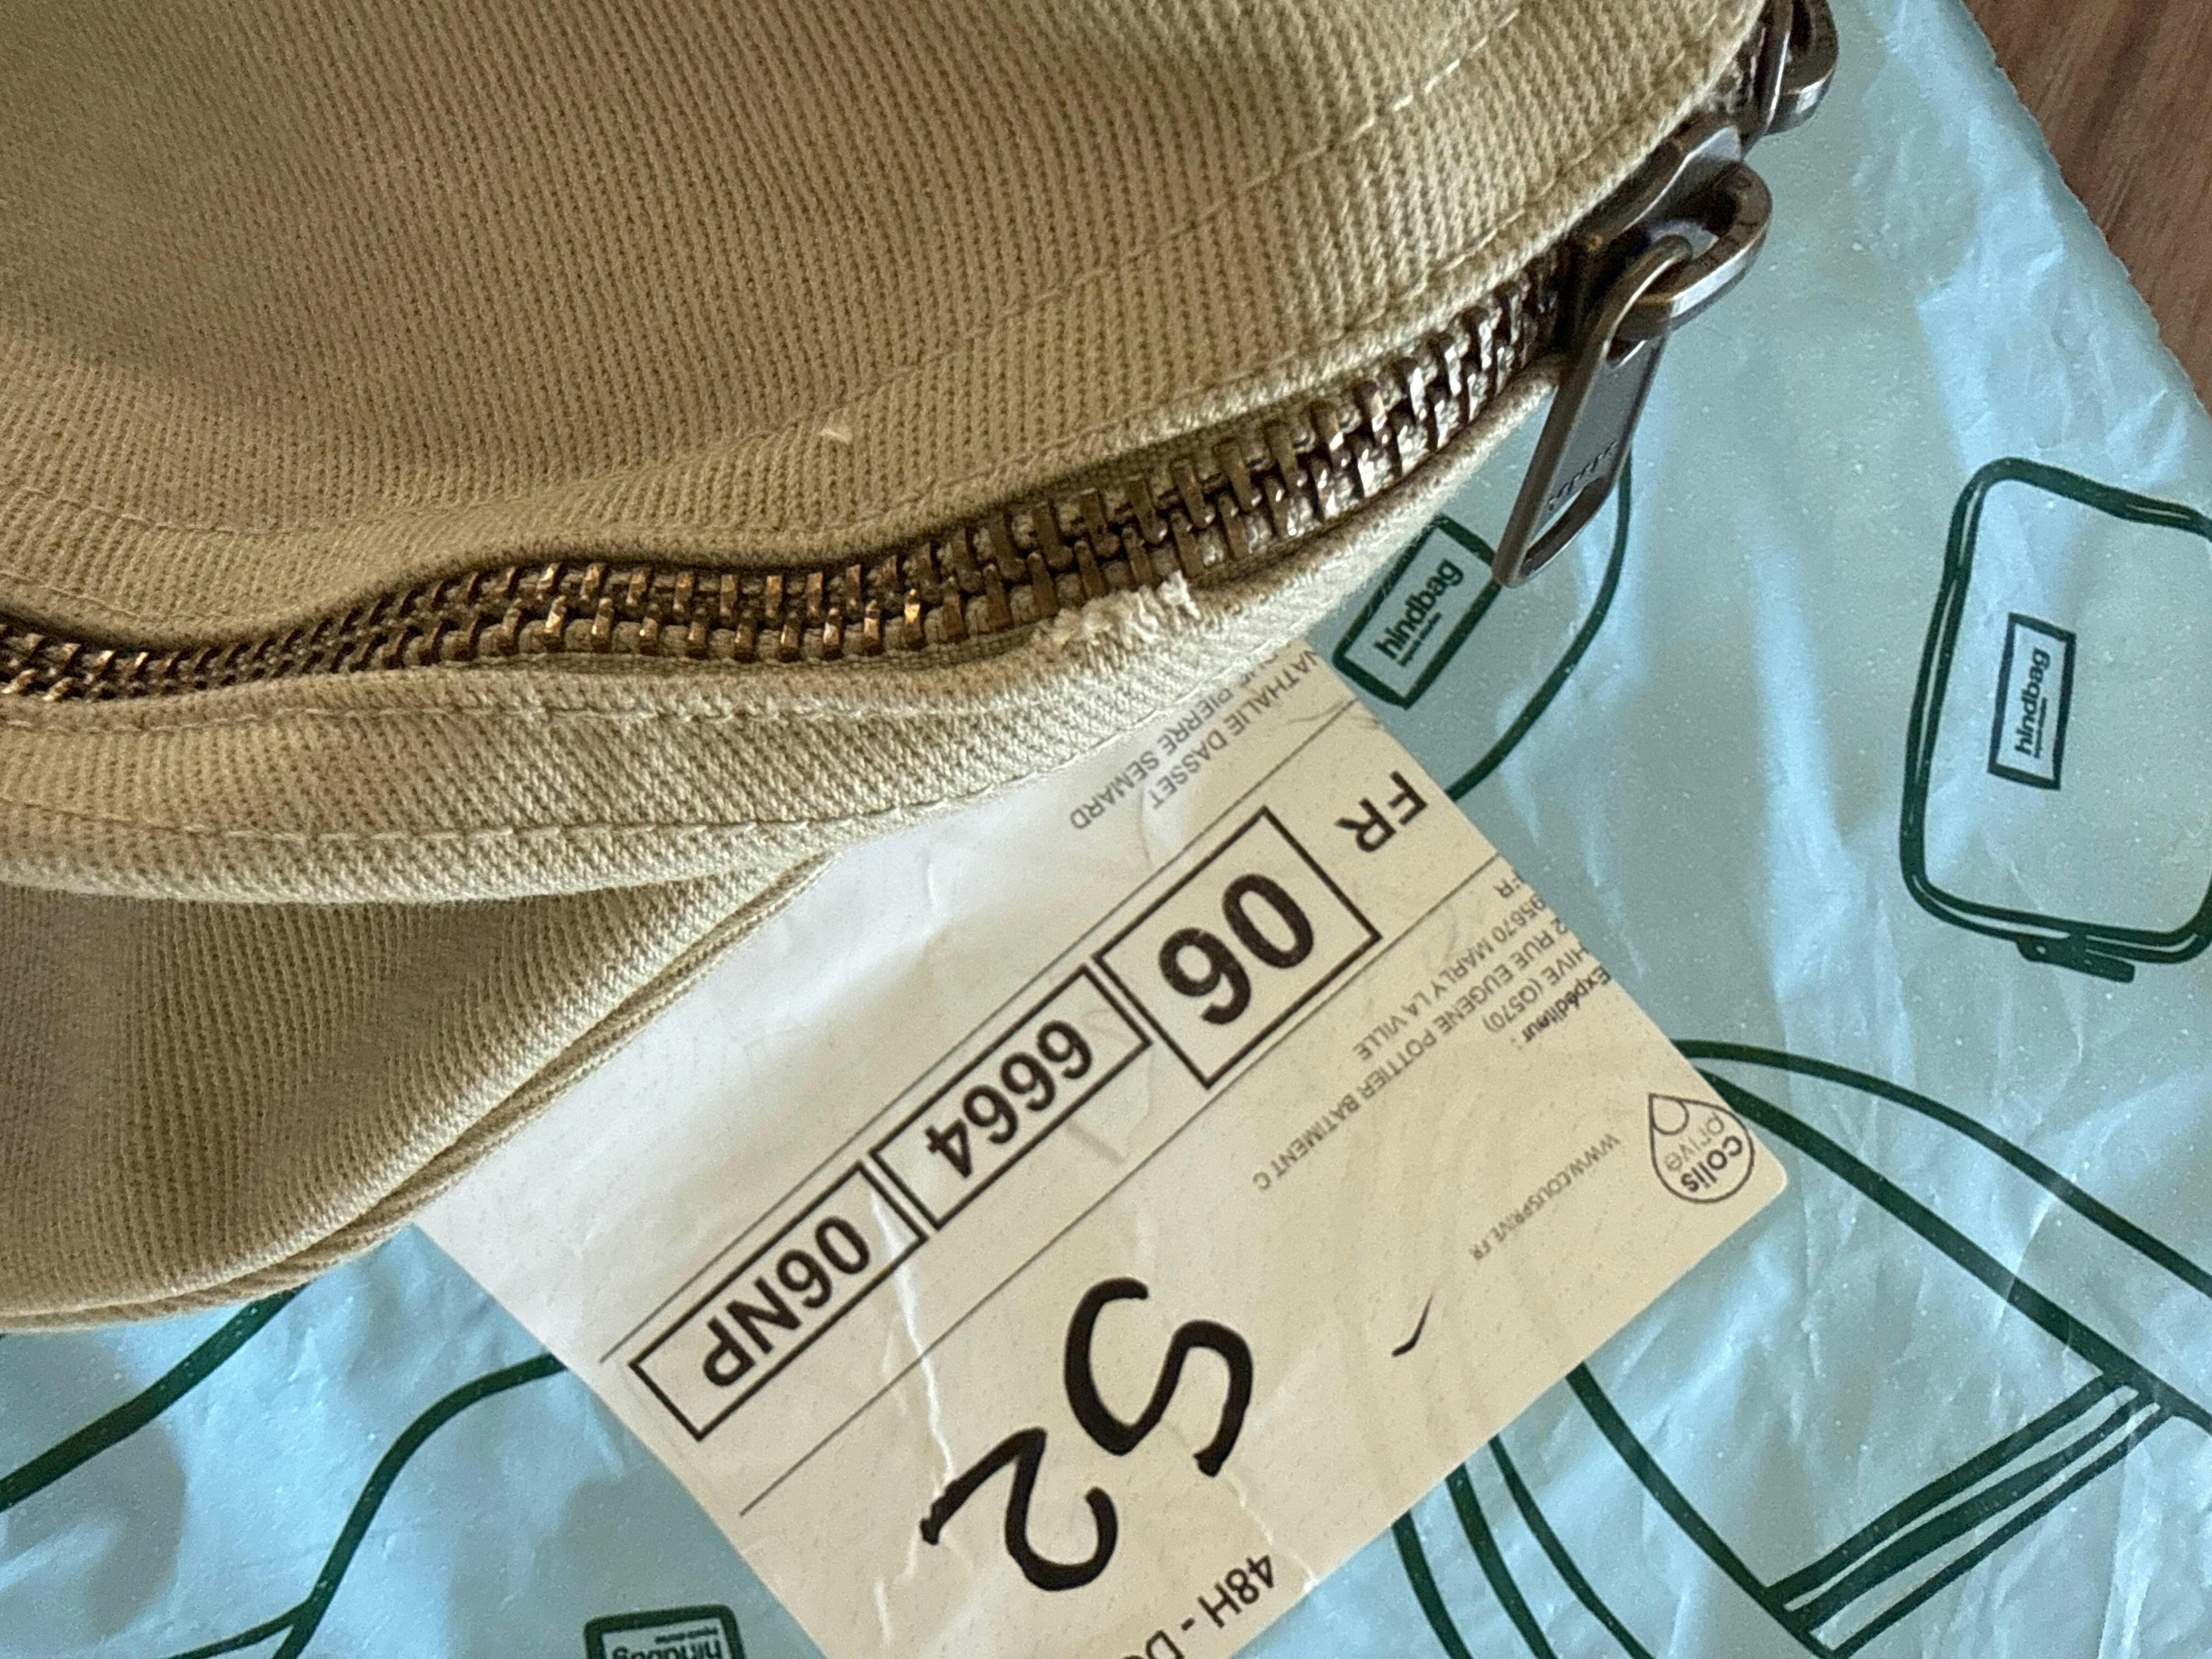 colis
privé
WWW.COLISPRIVE.FR
Expéditeur :
HIVE (Q570)
2 RUE EUGENE POTTIER BATIMENT C
95670 MARLY LA VILLE
FR
FR
06
6664
06NP
NATHALIE DASSET
PIERRE SEMARD
S2
48H - D
hindbag
hindbag
hindbag